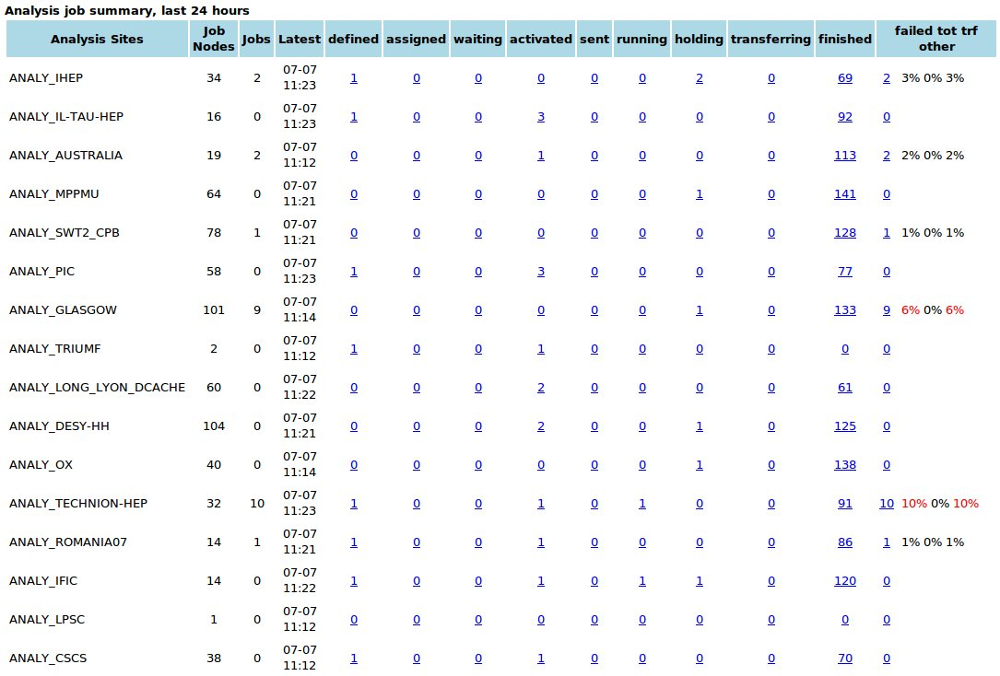 Analysis job summary, last 24 hours
Analysis Sites Job Nodes Jobs Latest defined assigned waiting activated sent running holding transferring finished failed tot trf other
ANALY_IHEP 34 2 07-07 11:23 1 0 0 0 0 0 2 0 69 2 3% 0% 3%
ANALY_IL-TAU-HEP 16 0 07-07 11:23 1 0 0 3 0 0 0 0 92 0
ANALY_AUSTRALIA 19 2 07-07 11:12 0 0 0 1 0 0 0 0 113 2 2% 0% 2%
ANALY_MPPMU 64 0 07-07 11:21 0 0 0 0 0 0 1 0 141 0
ANALY_SWT2_CPB 78 1 07-07 11:21 0 0 0 0 0 0 0 0 128 1 1% 0% 1%
ANALY_PIC 58 0 07-07 11:23 1 0 0 3 0 0 0 0 77 0
ANALY_GLASGOW 101 9 07-07 11:14 0 0 0 0 0 0 1 0 133 9 6% 0% 6%
ANALY_TRIUMF 2 0 07-07 11:12 1 0 0 1 0 0 0 0 0 0
ANALY_LONG_LYON_DCACHE 60 0 07-07 11:22 0 0 0 2 0 0 0 0 61 0
ANALY_DESY-HH 104 0 07-07 11:21 0 0 0 2 0 0 1 0 125 0
ANALY_OX 40 0 07-07 11:14 0 0 0 0 0 0 1 0 138 0
ANALY_TECHNION-HEP 32 10 07-07 11:23 1 0 0 1 0 1 0 0 91 10 10% 0% 10%
ANALY_ROMANIA07 14 1 07-07 11:21 1 0 0 1 0 0 0 0 86 1 1% 0% 1%
ANALY_IFIC 14 0 07-07 11:22 1 0 0 1 0 1 1 0 120 0
ANALY_LPSC 1 0 07-07 11:12 0 0 0 0 0 0 0 0 0 0
ANALY_CSCS 38 0 07-07 11:12 1 0 0 1 0 0 0 0 70 0